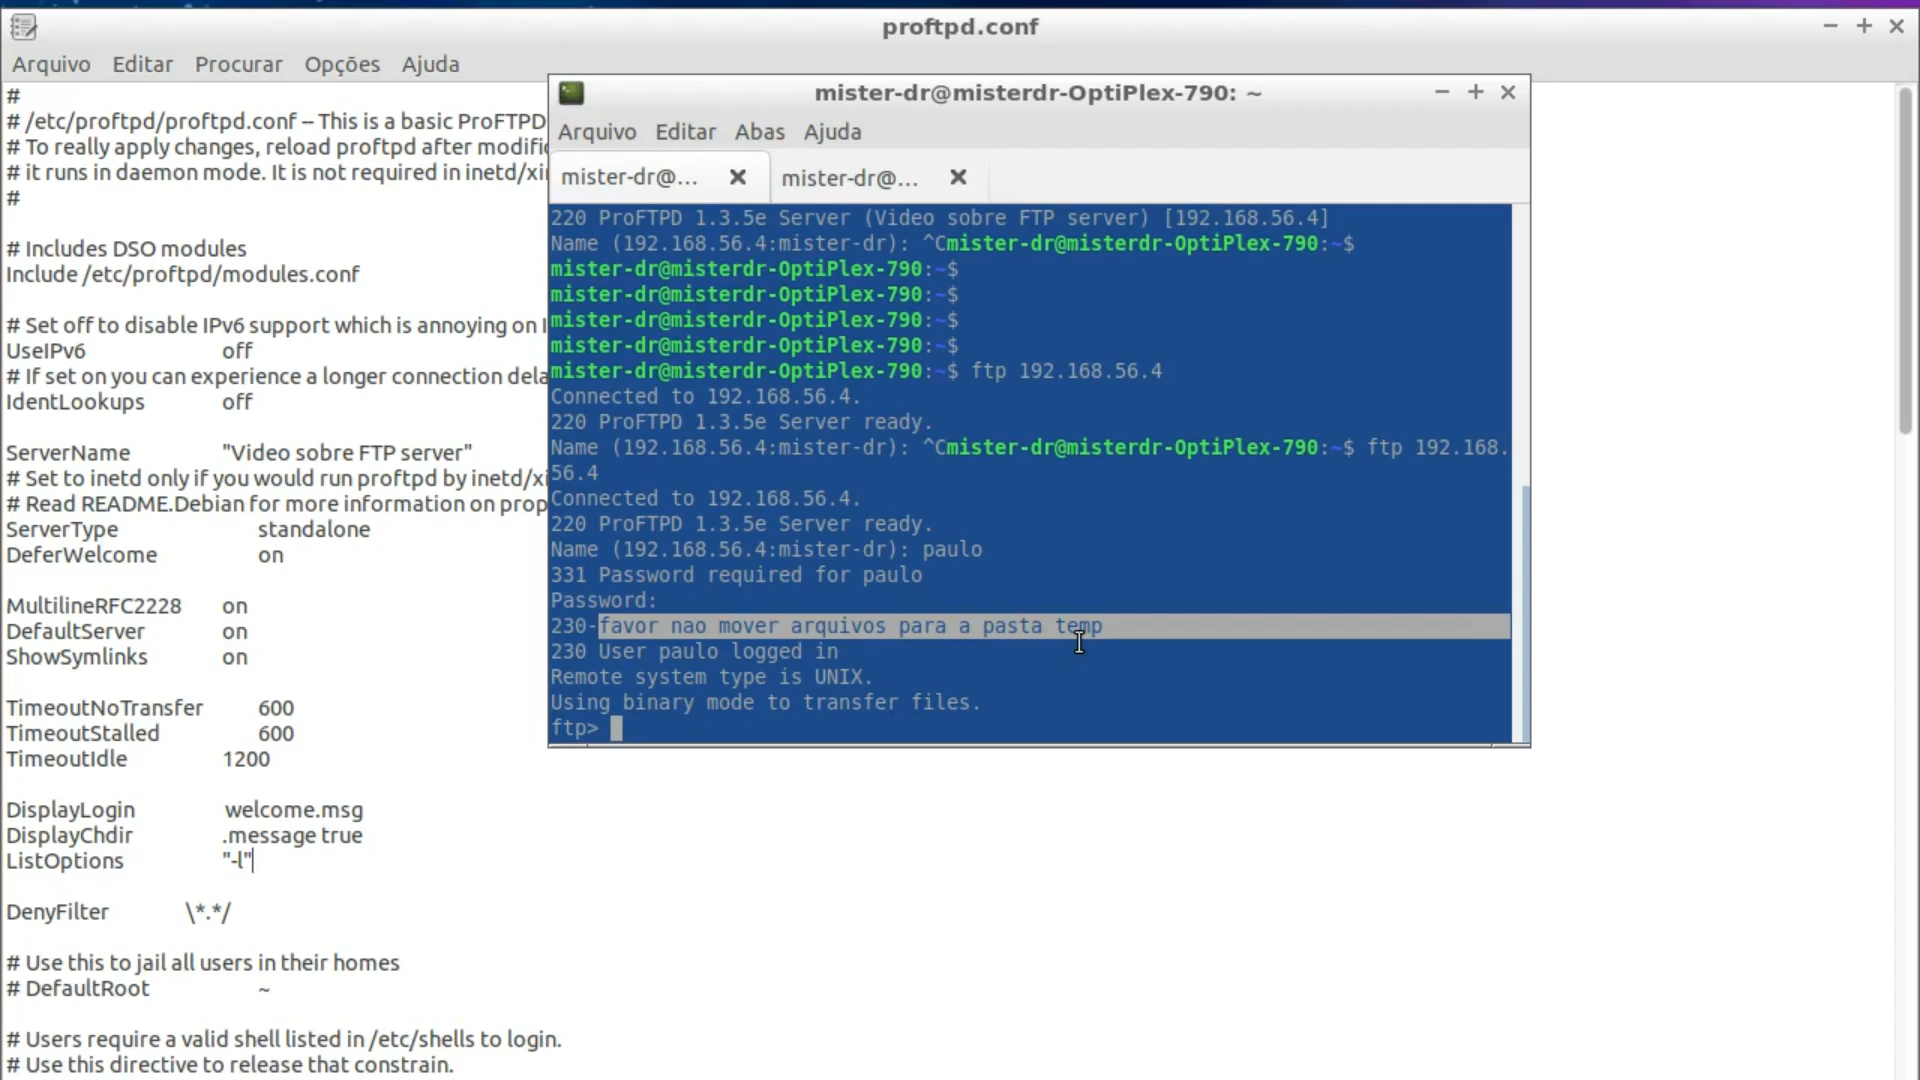 proftpd.conf
Arquivo Editar Procurar Opções Ajuda
#
# /etc/proftpd/proftpd.conf -- This is a basic ProFTPD
# To really apply changes, reload proftpd after modifi
# it runs in daemon mode. It is not required in inetd/xi
#
# Includes DSO modules
Include /etc/proftpd/modules.conf
# Set off to disable IPv6 support which is annoying on I
UseIPv6 off
# If set on you can experience a longer connection dela
IdentLookups off
ServerName "Video sobre FTP server"
# Set to inetd only if you would run proftpd by inetd/xi
# Read README.Debian for more information on prop
ServerType standalone
DeferWelcome on
MultilineRFC2228 on
DefaultServer on
ShowSymlinks on
TimeoutNoTransfer 600
TimeoutStalled 600
TimeoutIdle 1200
DisplayLogin welcome.msg
DisplayChdir .message true
ListOptions "-l"
DenyFilter \*.*/
# Use this to jail all users in their homes
# DefaultRoot ~
# Users require a valid shell listed in /etc/shells to login.
# Use this directive to release that constrain.
mister-dr@misterdr-OptiPlex-790: ~
Arquivo Editar Abas Ajuda
mister-dr@... mister-dr@...
220 ProFTPD 1.3.5e Server (Video sobre FTP server) [192.168.56.4]
Name (192.168.56.4:mister-dr): ^Cmister-dr@misterdr-OptiPlex-790:~$
mister-dr@misterdr-OptiPlex-790:~$
mister-dr@misterdr-OptiPlex-790:~$
mister-dr@misterdr-OptiPlex-790:~$
mister-dr@misterdr-OptiPlex-790:~$
mister-dr@misterdr-OptiPlex-790:~$ ftp 192.168.56.4
Connected to 192.168.56.4.
220 ProFTPD 1.3.5e Server ready.
Name (192.168.56.4:mister-dr): ^Cmister-dr@misterdr-OptiPlex-790:~$ ftp 192.168.
56.4
Connected to 192.168.56.4.
220 ProFTPD 1.3.5e Server ready.
Name (192.168.56.4:mister-dr): paulo
331 Password required for paulo
Password:
230-favor nao mover arquivos para a pasta temp
230 User paulo logged in
Remote system type is UNIX.
Using binary mode to transfer files.
ftp>